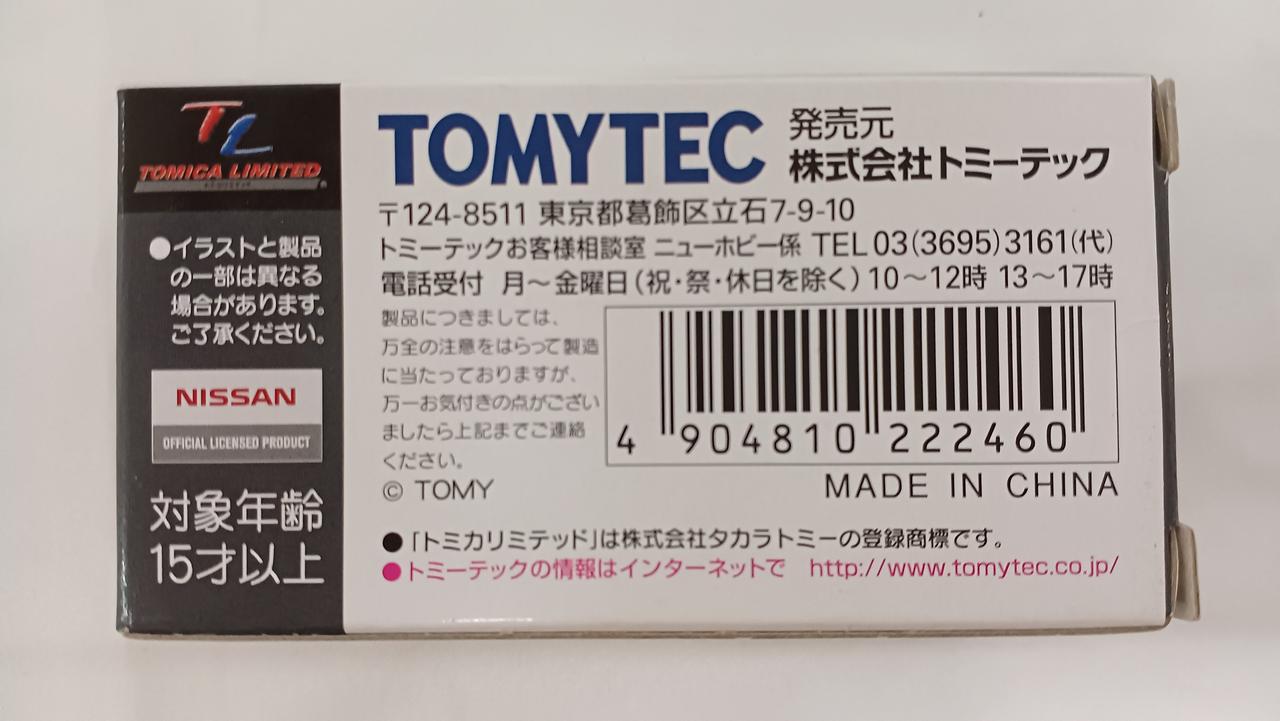 TL
TOMICA LIMITED
●イラストと製品
の一部は異なる
場合があります。
ご了承ください。
NISSAN
OFFICIAL LICENSED PRODUCT
対象年齢
15才以上
TOMYTEC
発売元
株式会社トミーテック
〒124-8511 東京都葛飾区立石7-9-10
トミーテックお客様相談室 ニューホビー係 TEL 03(3695)3161(代)
電話受付 月〜金曜日(祝・祭・休日を除く) 10〜12時 13〜17時
製品につきましては、
万全の注意をはらって製造
に当たっておりますが、
万一お気付きの点がござい
ましたら上記までご連絡
ください。
© TOMY
4 904810 222460
MADE IN CHINA
●「トミカリミテッド」は株式会社タカラトミーの登録商標です。
●トミーテックの情報はインターネットで http://www.tomytec.co.jp/